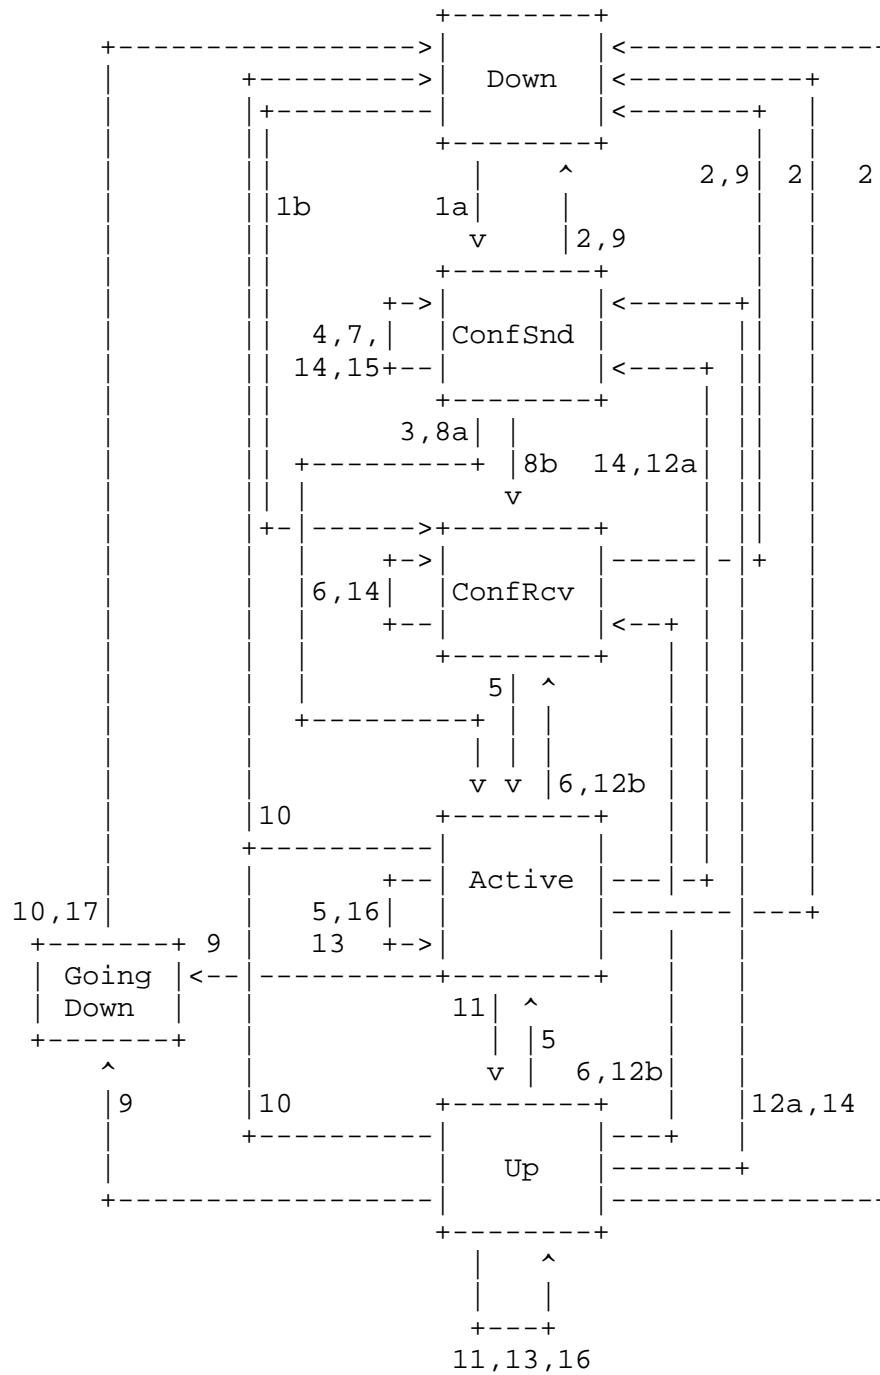 Down
2,9 2 2
1b 1a
2,9
4,7, ConfSnd
14,15
3,8a
8b 14,12a
6,14 ConfRcv
5
6,12b
10
Active
10,17 5,16
9 13
Going
Down 11
5
6,12b
9 10 12a,14
Up
11,13,16